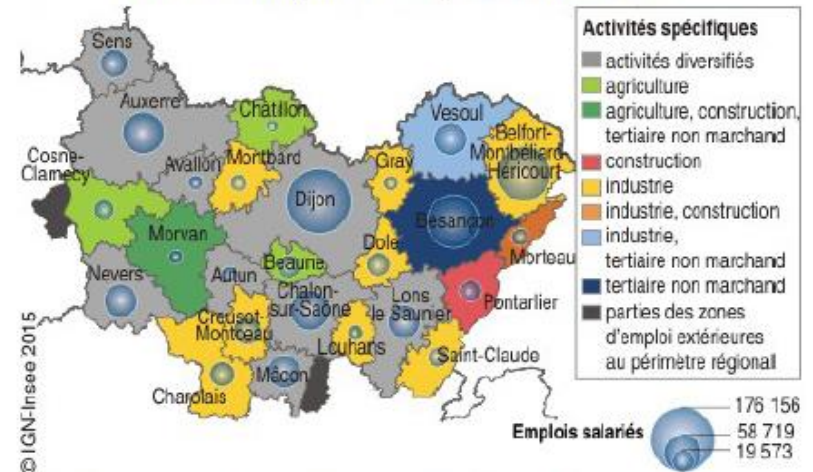 Sens
Auxerre
Châtillon
Vesoul
Belfort-
Montbéliard-
Héricourt
Cosne-
Clamecy
Avallon
Montbard
Gray
Dijon
Besançon
Morvan
Dole
Morteau
Beaune
Nevers
Autun
Chalon-
sur-Saône
Lons
le Saunier
Pontarlier
Creusot-
Montceau
Louhans
Saint-Claude
Mâcon
Charolais
© IGN-Insee 2015
Activités spécifiques
activités diversifiés
agriculture
agriculture, construction,
tertiaire non marchand
construction
industrie
industrie, construction
industrie,
tertiaire non marchand
tertiaire non marchand
parties des zones
d'emploi extérieures
au périmètre régional
Emplois salariés
176 156
58 719
19 573